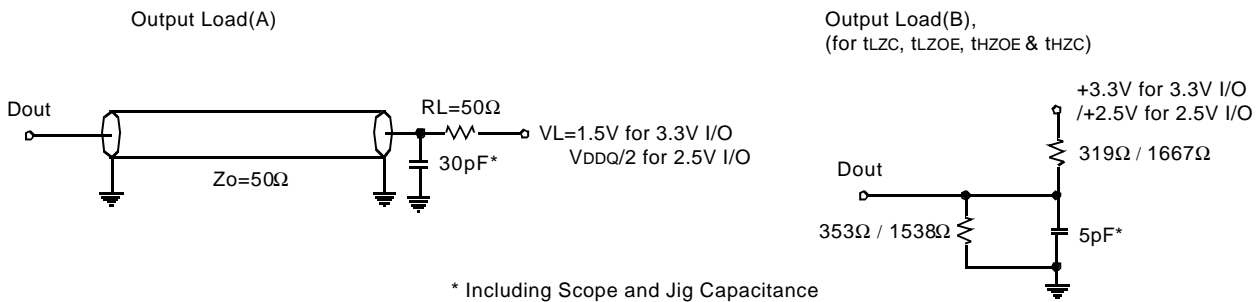 Output Load(A)
Dout
Zo=50Ω
RL=50Ω
30pF*
VL=1.5V for 3.3V I/O
VDDQ/2 for 2.5V I/O
Output Load(B),
(for tLZC, tLZOE, tHZOE & tHZC)
+3.3V for 3.3V I/O
/+2.5V for 2.5V I/O
319Ω / 1667Ω
Dout
353Ω / 1538Ω
5pF*
* Including Scope and Jig Capacitance